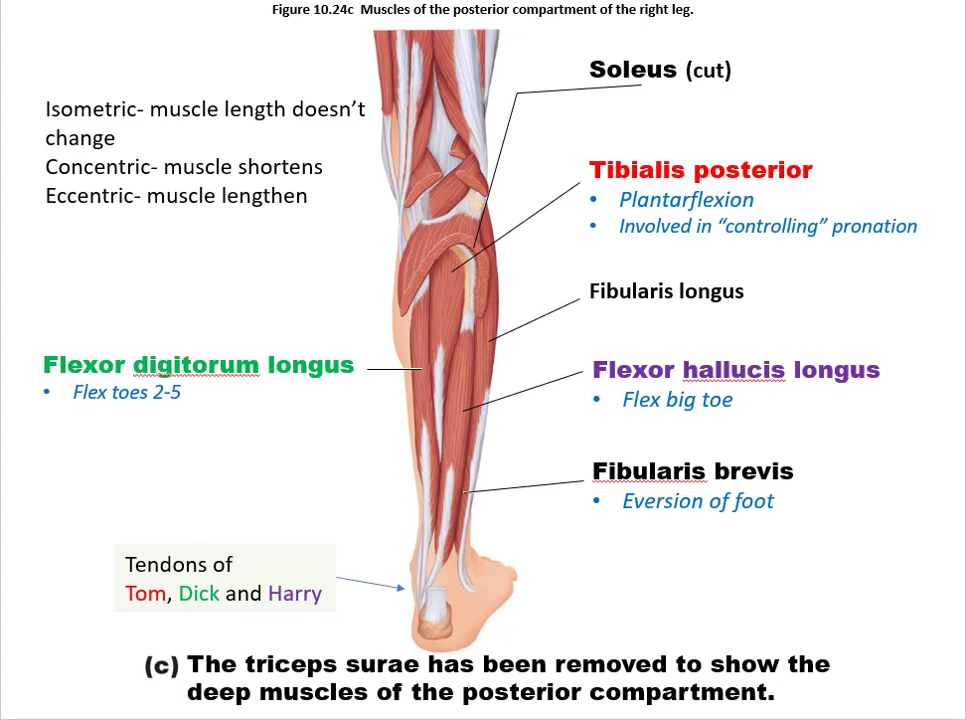 Figure 10.24c  Muscles of the posterior compartment of the right leg.
Soleus (cut)
Isometric- muscle length doesn’t
change
Concentric- muscle shortens
Eccentric- muscle lengthen
Tibialis posterior
• Plantarflexion
• Involved in “controlling” pronation
Fibularis longus
Flexor digitorum longus
• Flex toes 2-5
Flexor hallucis longus
• Flex big toe
Fibularis brevis
• Eversion of foot
Tendons of
Tom, Dick and Harry
(c) The triceps surae has been removed to show the
deep muscles of the posterior compartment.